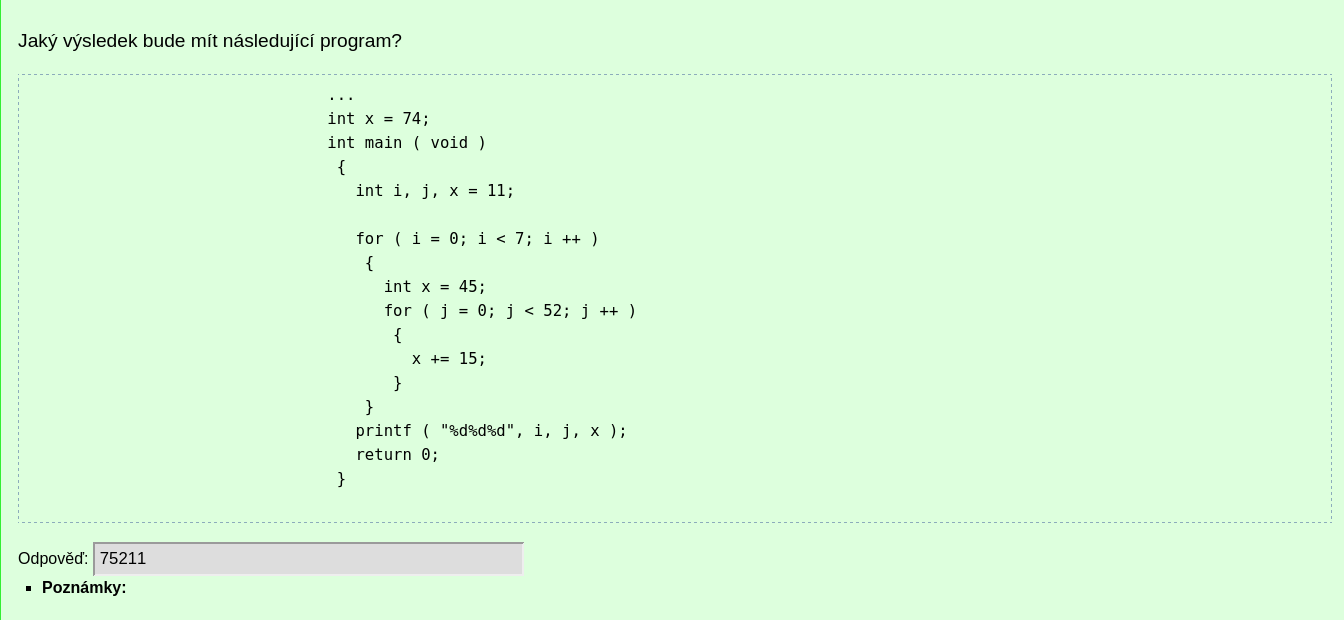 Jaký výsledek bude mít následující program?
...
int x = 74;
int main ( void )
{
int i, j, x = 11;
for ( i = 0; i < 7; i ++ )
{
int x = 45;
for ( j = 0; j < 52; j ++ )
{
x += 15;
}
}
printf ( "%d%d%d", i, j, x );
return 0;
}
Odpověď: 75211
▪ Poznámky: